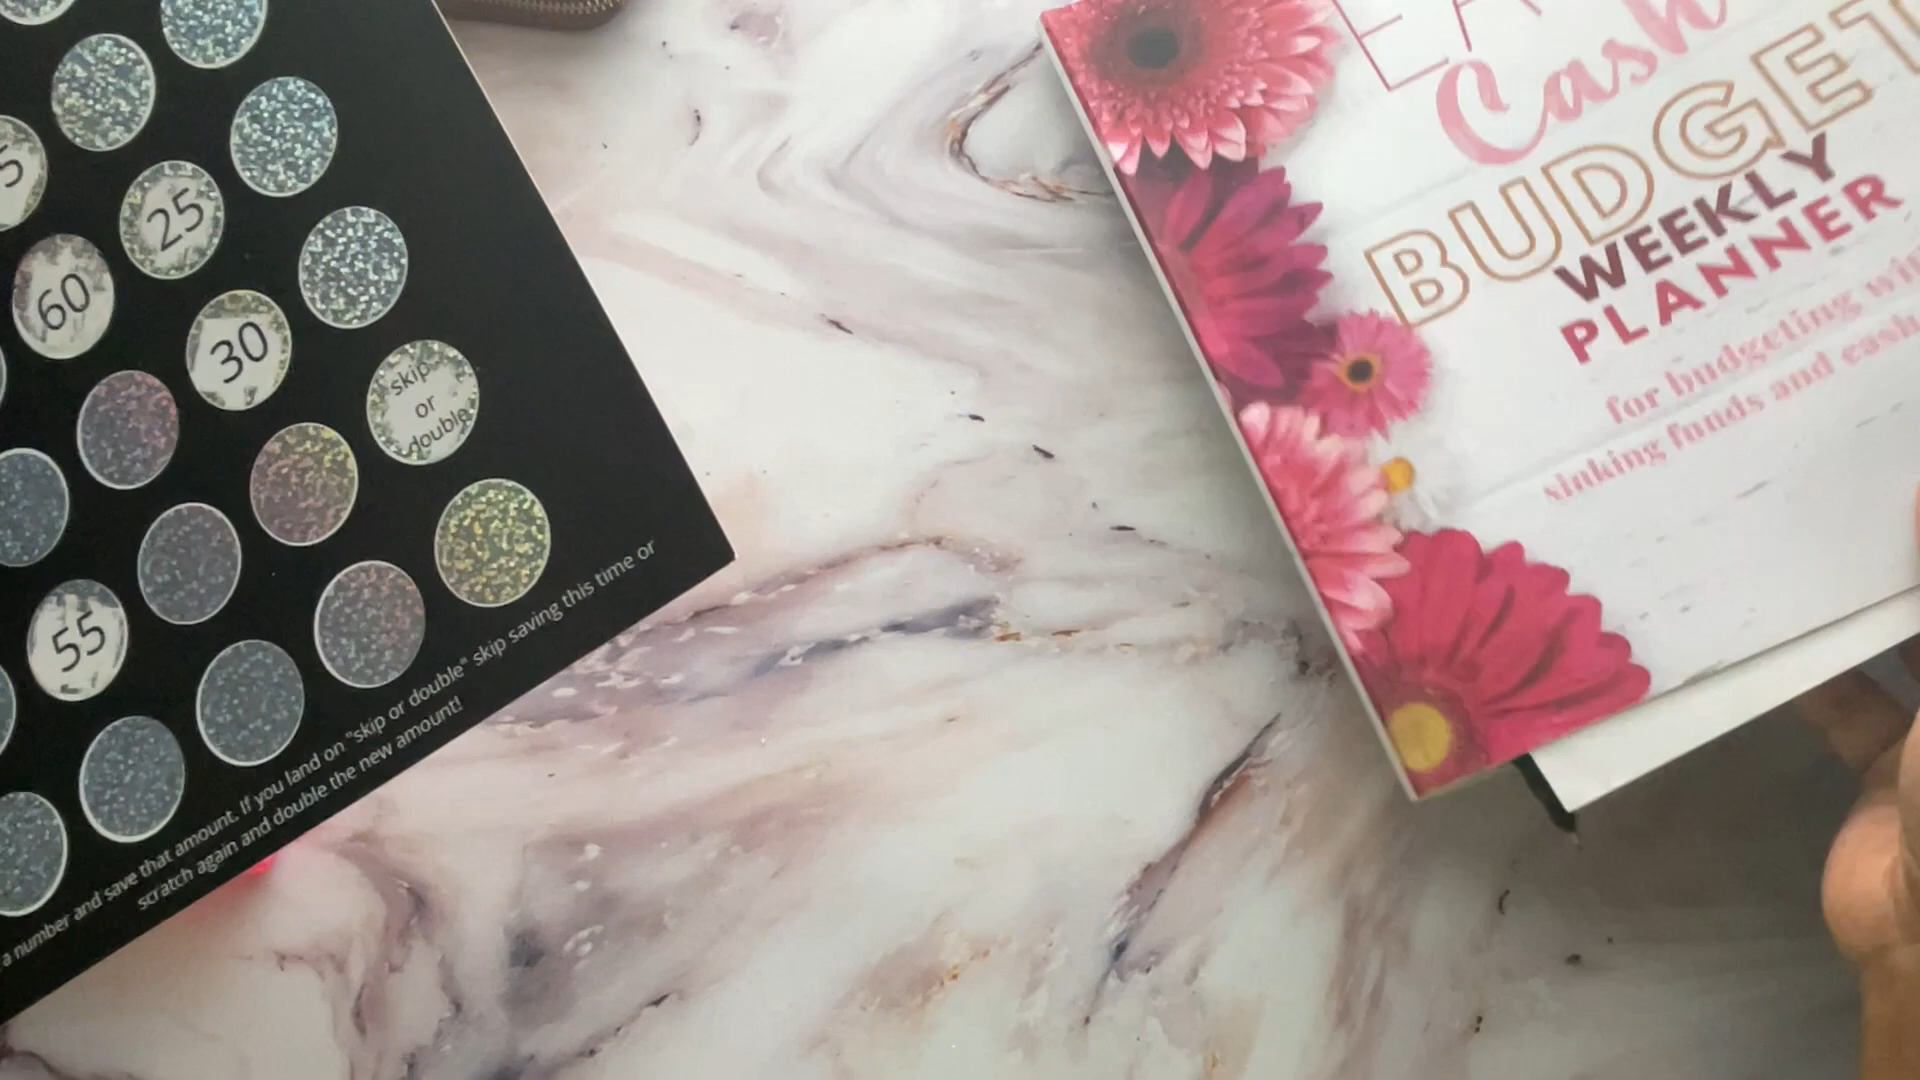 5
25
60
30
skip
or
double
55
a number and save that amount. If you land on "skip or double" skip saving this time or
scratch again and double the new amount!
Cash
BUDGET
WEEKLY
PLANNER
for budgeting
sinking funds and cash